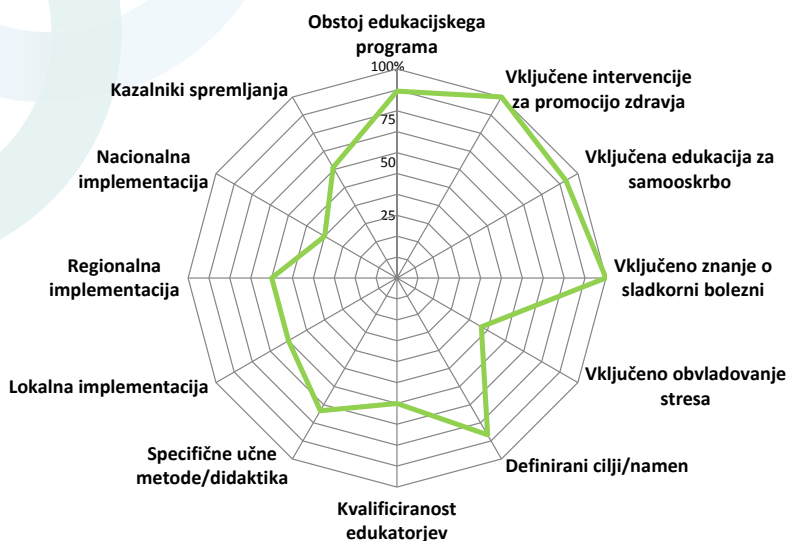 Obstoj edukacijskega
programa
100%
75
50
25
Vključene intervencije
za promocijo zdravja
Vključena edukacija za
samooskrbo
Vključeno znanje o
sladkorni bolezni
Vključeno obvladovanje
stresa
Definirani cilji/namen
Kvalificiranost
edukatorjev
Specifične učne
metode/didaktika
Lokalna implementacija
Regionalna
implementacija
Nacionalna
implementacija
Kazalniki spremljanja